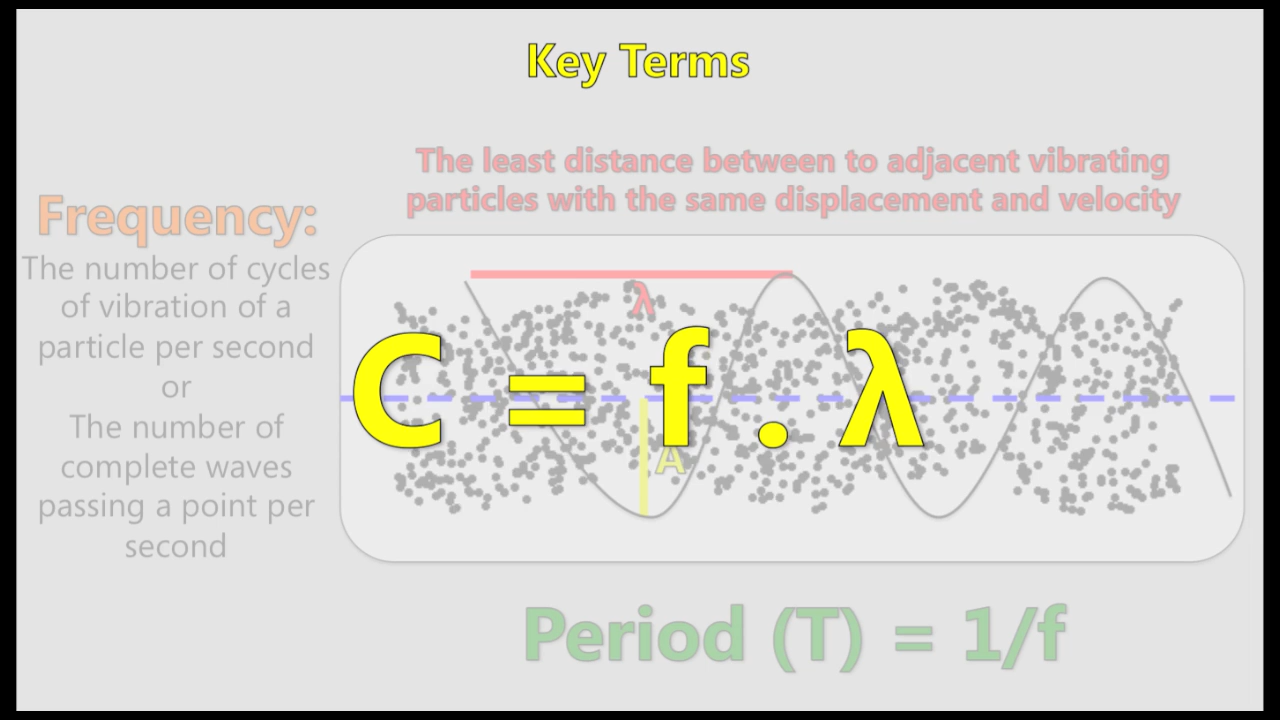 Key Terms
The least distance between to adjacent vibrating
particles with the same displacement and velocity
Frequency:
The number of cycles
of vibration of a
particle per second
or
The number of
complete waves
passing a point per
second
λ
C = f . λ
A
Period (T) = 1/f